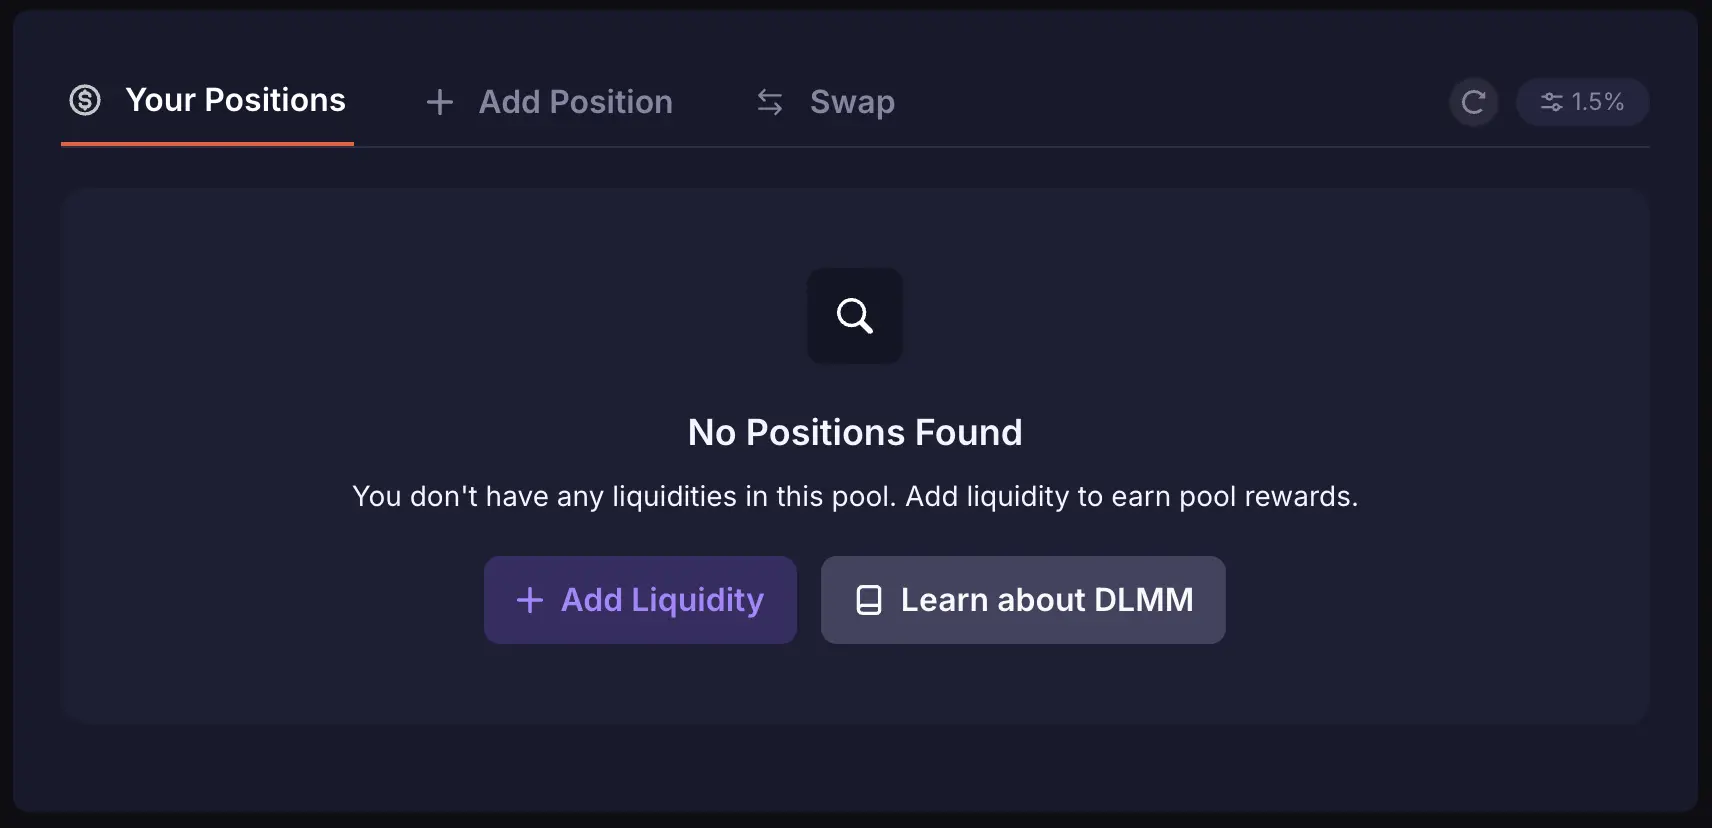 Your Positions
Add Position
Swap
1.5%
No Positions Found
You don't have any liquidities in this pool. Add liquidity to earn pool rewards.
Add Liquidity
Learn about DLMM